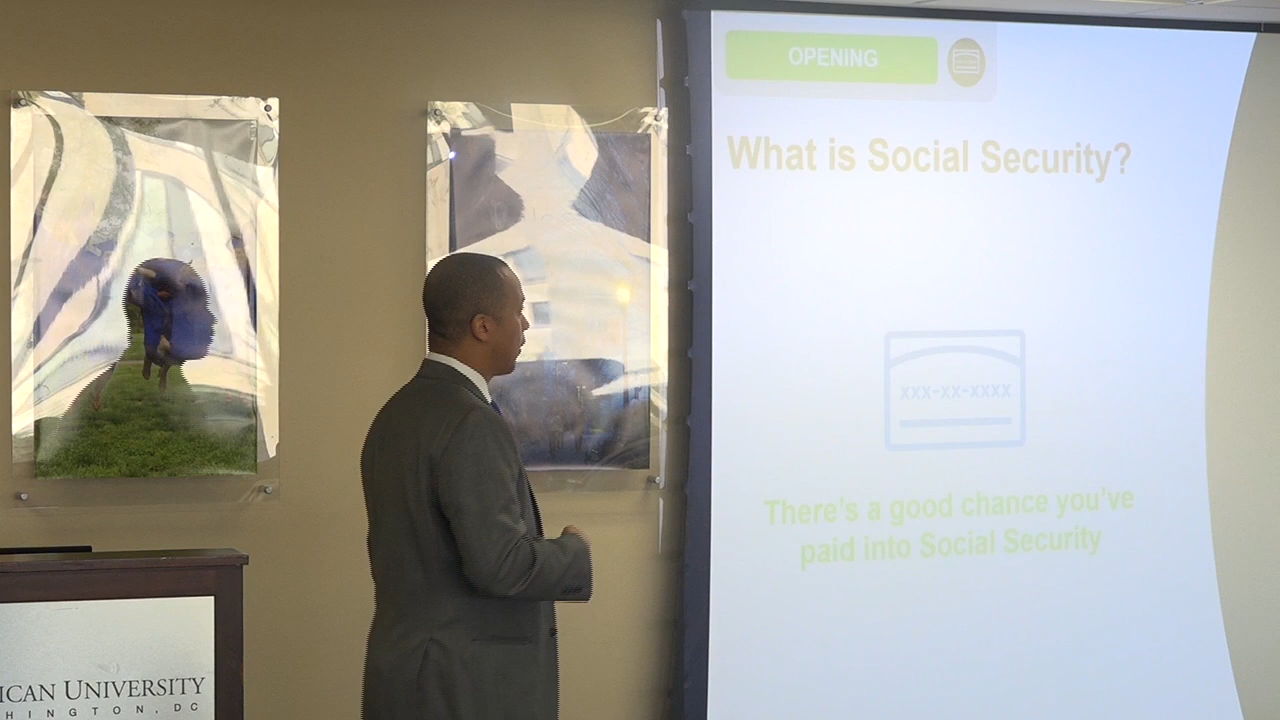 OPENING
What is Social Security?
xxx-xx-xxxx
There's a good chance you've
paid into Social Security
ICAN UNIVERSITY
HINGTON, DC